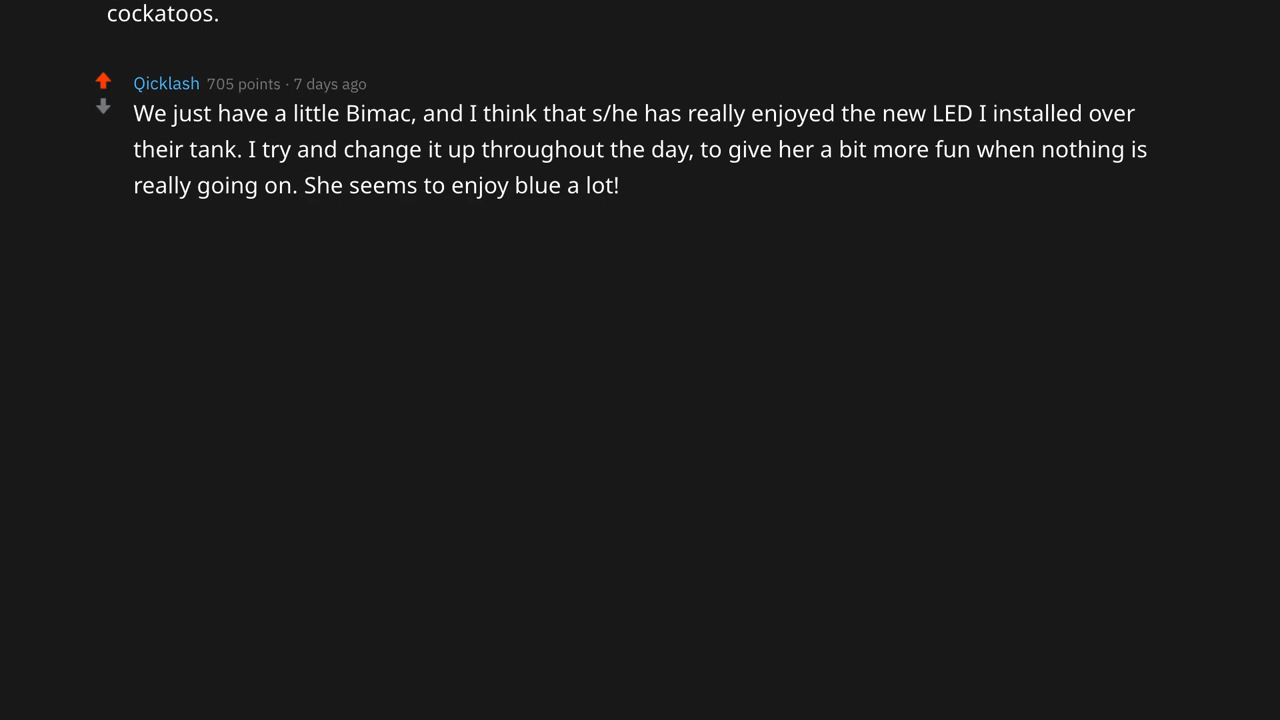 cockatoos.
Qicklash 705 points · 7 days ago
We just have a little Bimac, and I think that s/he has really enjoyed the new LED I installed over
their tank. I try and change it up throughout the day, to give her a bit more fun when nothing is
really going on. She seems to enjoy blue a lot!